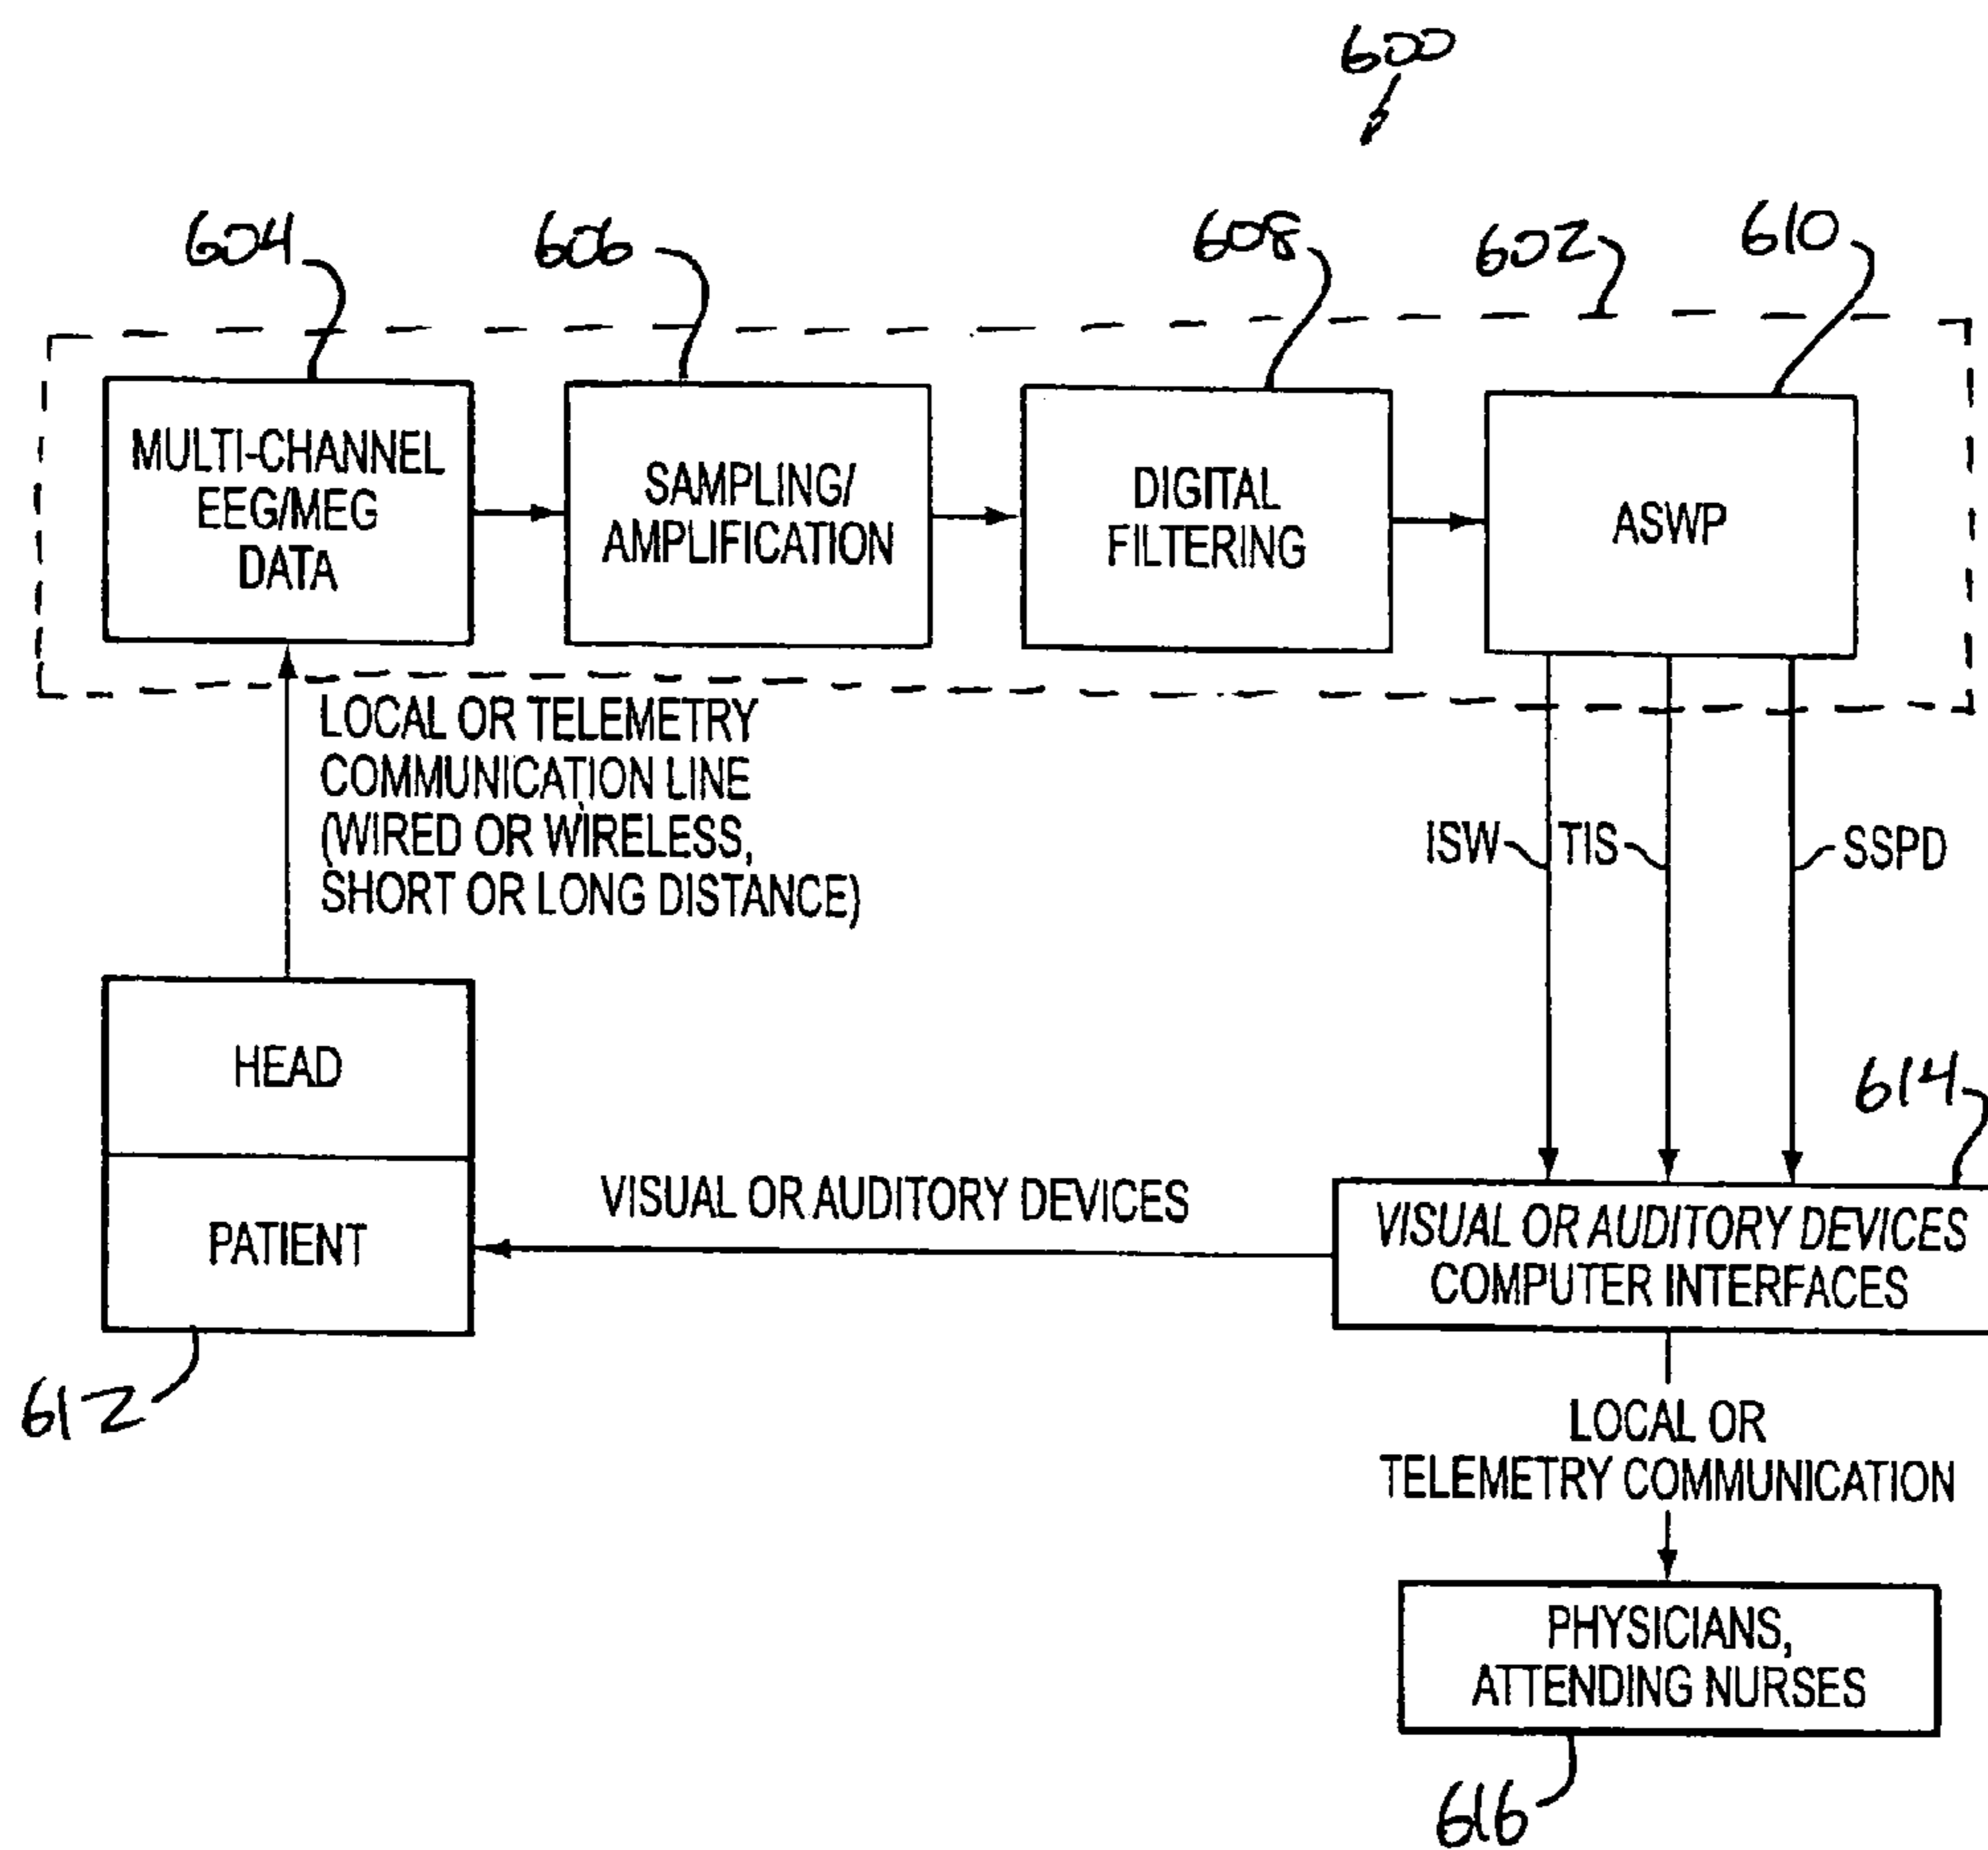 600
604
606
608
602
610
MULTI-CHANNEL
EEG/MEG
DATA
SAMPLING/
AMPLIFICATION
DIGITAL
FILTERING
ASWP
LOCAL OR TELEMETRY
COMMUNICATION LINE
(WIRED OR WIRELESS,
SHORT OR LONG DISTANCE)
ISW
TIS
SSPD
HEAD
PATIENT
612
VISUAL OR AUDITORY DEVICES
614
VISUAL OR AUDITORY DEVICES
COMPUTER INTERFACES
LOCAL OR
TELEMETRY COMMUNICATION
PHYSICIANS,
ATTENDING NURSES
616